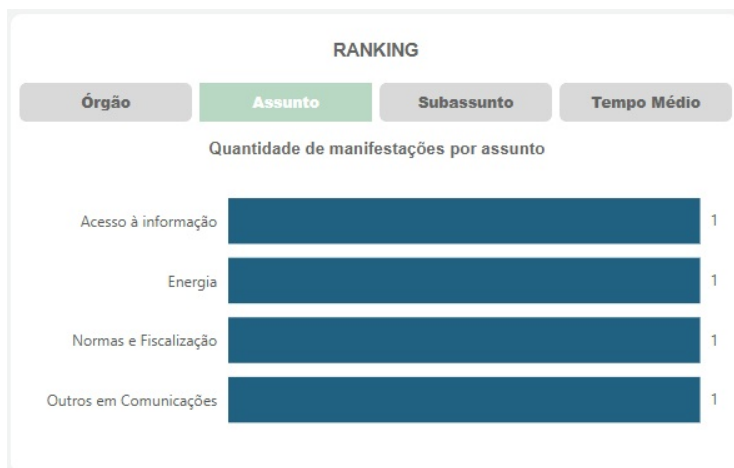 RANKING
Órgão Assunto Subassunto Tempo Médio
Quantidade de manifestações por assunto
Acesso à informação 1
Energia 1
Normas e Fiscalização 1
Outros em Comunicações 1